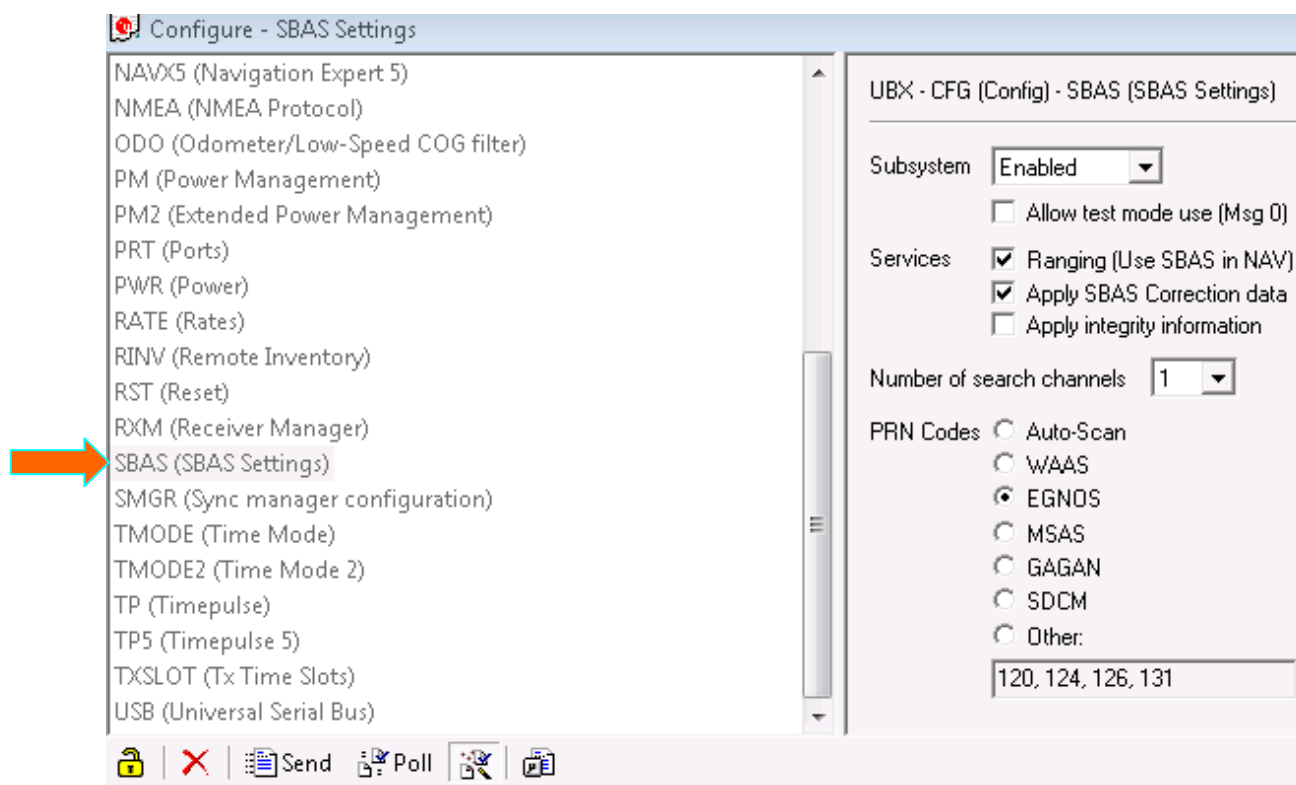 Configure - SBAS Settings
NAVX5 (Navigation Expert 5)
NMEA (NMEA Protocol)
ODO (Odometer/Low-Speed COG filter)
PM (Power Management)
PM2 (Extended Power Management)
PRT (Ports)
PWR (Power)
RATE (Rates)
RINV (Remote Inventory)
RST (Reset)
RXM (Receiver Manager)
SBAS (SBAS Settings)
SMGR (Sync manager configuration)
TMODE (Time Mode)
TMODE2 (Time Mode 2)
TP (Timepulse)
TP5 (Timepulse 5)
TXSLOT (Tx Time Slots)
USB (Universal Serial Bus)
UBX - CFG (Config) - SBAS (SBAS Settings)
Subsystem Enabled
Allow test mode use (Msg 0)
Services Ranging (Use SBAS in NAV)
Apply SBAS Correction data
Apply integrity information
Number of search channels 1
PRN Codes Auto-Scan
WAAS
EGNOS
MSAS
GAGAN
SDCM
Other:
120, 124, 126, 131
Send Poll